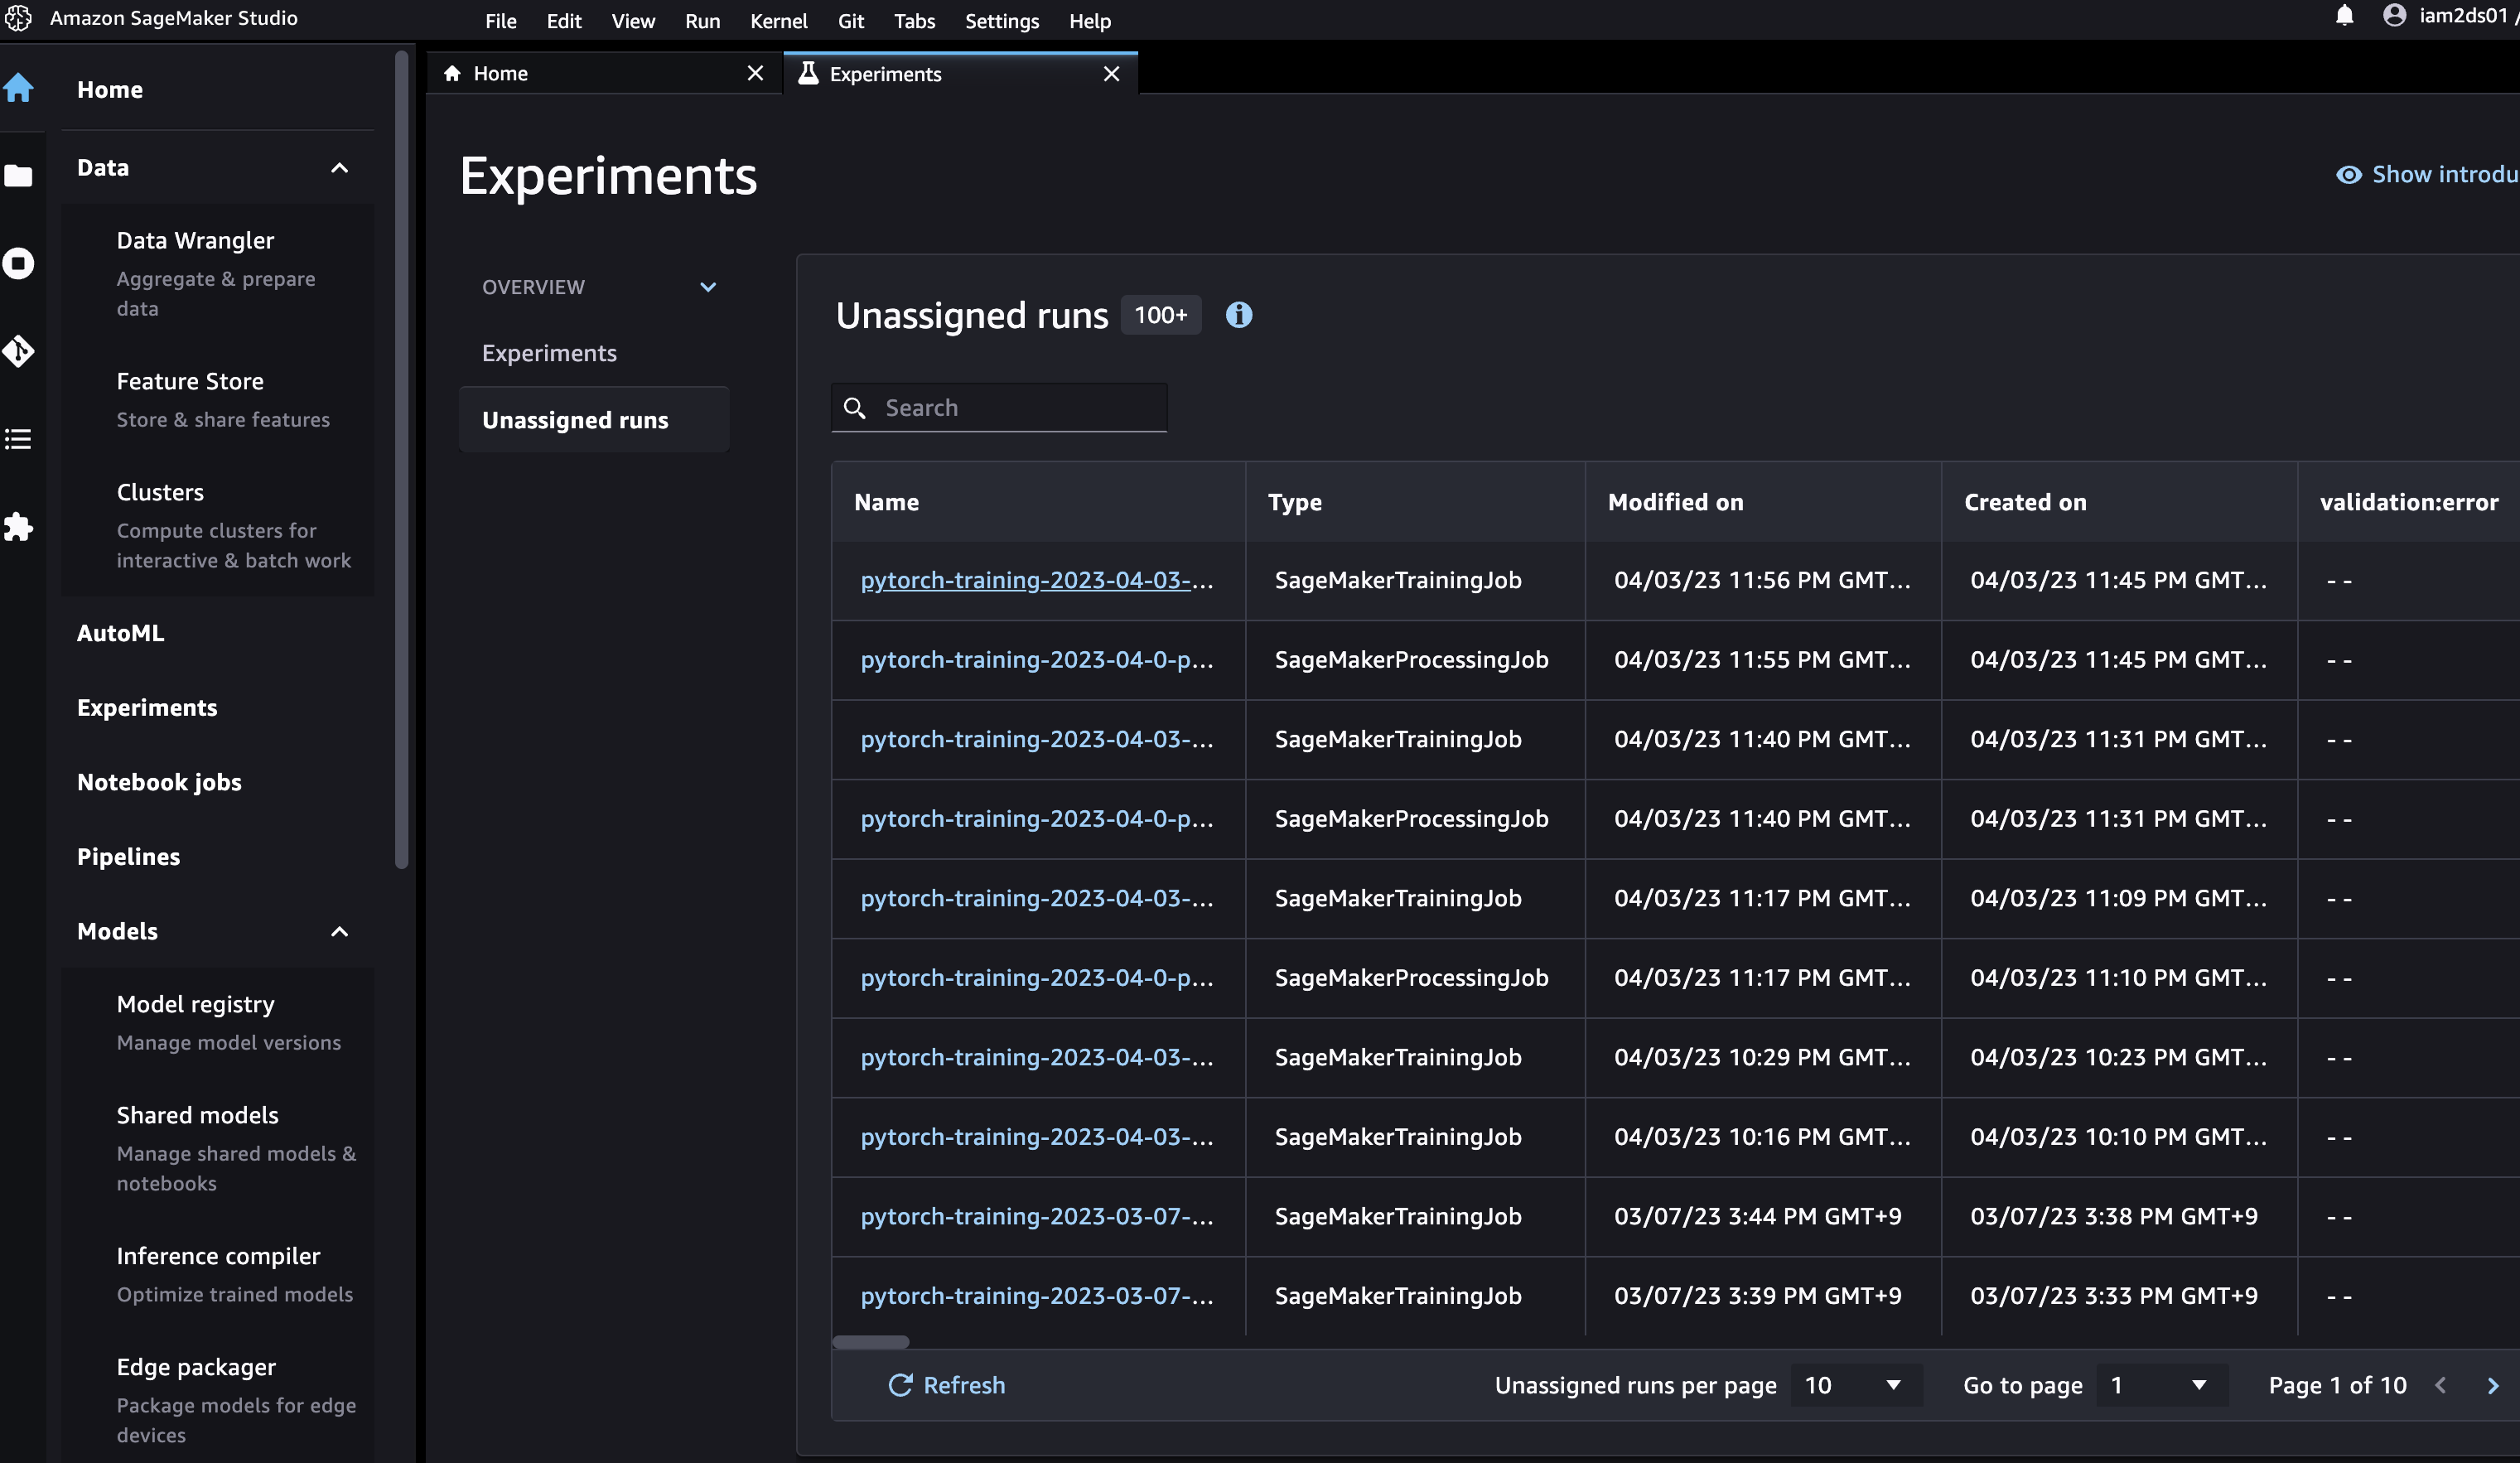 Amazon SageMaker Studio
File Edit View Run Kernel Git Tabs Settings Help
iam2ds01 /
Home
Data
Data Wrangler
Aggregate & prepare
data
Feature Store
Store & share features
Clusters
Compute clusters for
interactive & batch work
AutoML
Experiments
Notebook jobs
Pipelines
Models
Model registry
Manage model versions
Shared models
Manage shared models &
notebooks
Inference compiler
Optimize trained models
Edge packager
Package models for edge
devices
Home
Experiments
Experiments
Show introdu
OVERVIEW
Experiments
Unassigned runs
Unassigned runs 100+
Search
Name Type Modified on Created on validation:error
pytorch-training-2023-04-03-... SageMakerTrainingJob 04/03/23 11:56 PM GMT... 04/03/23 11:45 PM GMT... - -
pytorch-training-2023-04-0-p... SageMakerProcessingJob 04/03/23 11:55 PM GMT... 04/03/23 11:45 PM GMT... - -
pytorch-training-2023-04-03-... SageMakerTrainingJob 04/03/23 11:40 PM GMT... 04/03/23 11:31 PM GMT... - -
pytorch-training-2023-04-0-p... SageMakerProcessingJob 04/03/23 11:40 PM GMT... 04/03/23 11:31 PM GMT... - -
pytorch-training-2023-04-03-... SageMakerTrainingJob 04/03/23 11:17 PM GMT... 04/03/23 11:09 PM GMT... - -
pytorch-training-2023-04-0-p... SageMakerProcessingJob 04/03/23 11:17 PM GMT... 04/03/23 11:10 PM GMT... - -
pytorch-training-2023-04-03-... SageMakerTrainingJob 04/03/23 10:29 PM GMT... 04/03/23 10:23 PM GMT... - -
pytorch-training-2023-04-03-... SageMakerTrainingJob 04/03/23 10:16 PM GMT... 04/03/23 10:10 PM GMT... - -
pytorch-training-2023-03-07-... SageMakerTrainingJob 03/07/23 3:44 PM GMT+9 03/07/23 3:38 PM GMT+9 - -
pytorch-training-2023-03-07-... SageMakerTrainingJob 03/07/23 3:39 PM GMT+9 03/07/23 3:33 PM GMT+9 - -
Refresh Unassigned runs per page 10 Go to page 1 Page 1 of 10